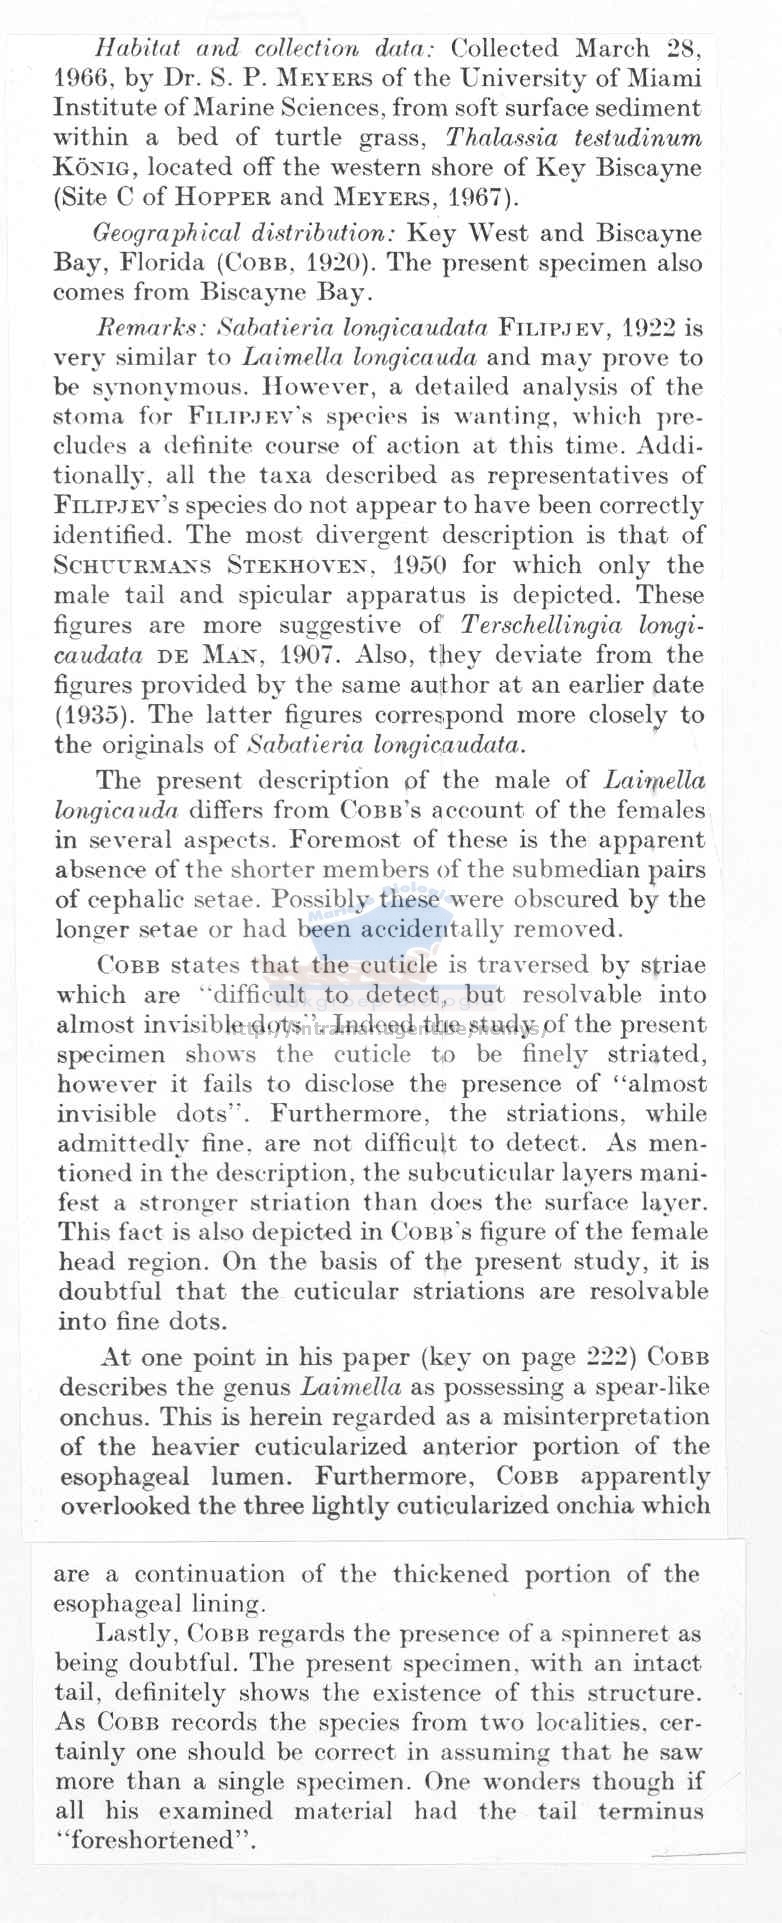 Habitat and collection data: Collected March 28,
1966, by Dr. S. P. MEYERS of the University of Miami
Institute of Marine Sciences, from soft surface sediment
within a bed of turtle grass, Thalassia testudinum
KÖNIG, located off the western shore of Key Biscayne
(Site C of HOPPER and MEYERS, 1967).
Geographical distribution: Key West and Biscayne
Bay, Florida (COBB, 1920). The present specimen also
comes from Biscayne Bay.
Remarks: Sabatieria longicaudata FILIPJEV, 1922 is
very similar to Laimella longicauda and may prove to
be synonymous. However, a detailed analysis of the
stoma for FILIPJEV's species is wanting, which pre-
cludes a definite course of action at this time. Addi-
tionally, all the taxa described as representatives of
FILIPJEV's species do not appear to have been correctly
identified. The most divergent description is that of
SCHUURMANS STEKHOVEN, 1950 for which only the
male tail and spicular apparatus is depicted. These
figures are more suggestive of Terschellingia longi-
caudata DE MAN, 1907. Also, they deviate from the
figures provided by the same author at an earlier date
(1935). The latter figures correspond more closely to
the originals of Sabatieria longicaudata.
The present description of the male of Laimella
longicauda differs from COBB's account of the females
in several aspects. Foremost of these is the apparent
absence of the shorter members of the submedian pairs
of cephalic setae. Possibly these were obscured by the
longer setae or had been accidentally removed.
COBB states that the cuticle is traversed by striae
which are “difficult to detect, but resolvable into
almost invisible dots”. Indeed the study of the present
specimen shows the cuticle to be finely striated,
however it fails to disclose the presence of “almost
invisible dots”. Furthermore, the striations, while
admittedly fine, are not difficult to detect. As men-
tioned in the description, the subcuticular layers mani-
fest a stronger striation than does the surface layer.
This fact is also depicted in COBB's figure of the female
head region. On the basis of the present study, it is
doubtful that the cuticular striations are resolvable
into fine dots.
At one point in his paper (key on page 222) COBB
describes the genus Laimella as possessing a spear-like
onchus. This is herein regarded as a misinterpretation
of the heavier cuticularized anterior portion of the
esophageal lumen. Furthermore, COBB apparently
overlooked the three lightly cuticularized onchia which
are a continuation of the thickened portion of the
esophageal lining.
Lastly, COBB regards the presence of a spinneret as
being doubtful. The present specimen, with an intact
tail, definitely shows the existence of this structure.
As COBB records the species from two localities, cer-
tainly one should be correct in assuming that he saw
more than a single specimen. One wonders though if
all his examined material had the tail terminus
“foreshortened”.